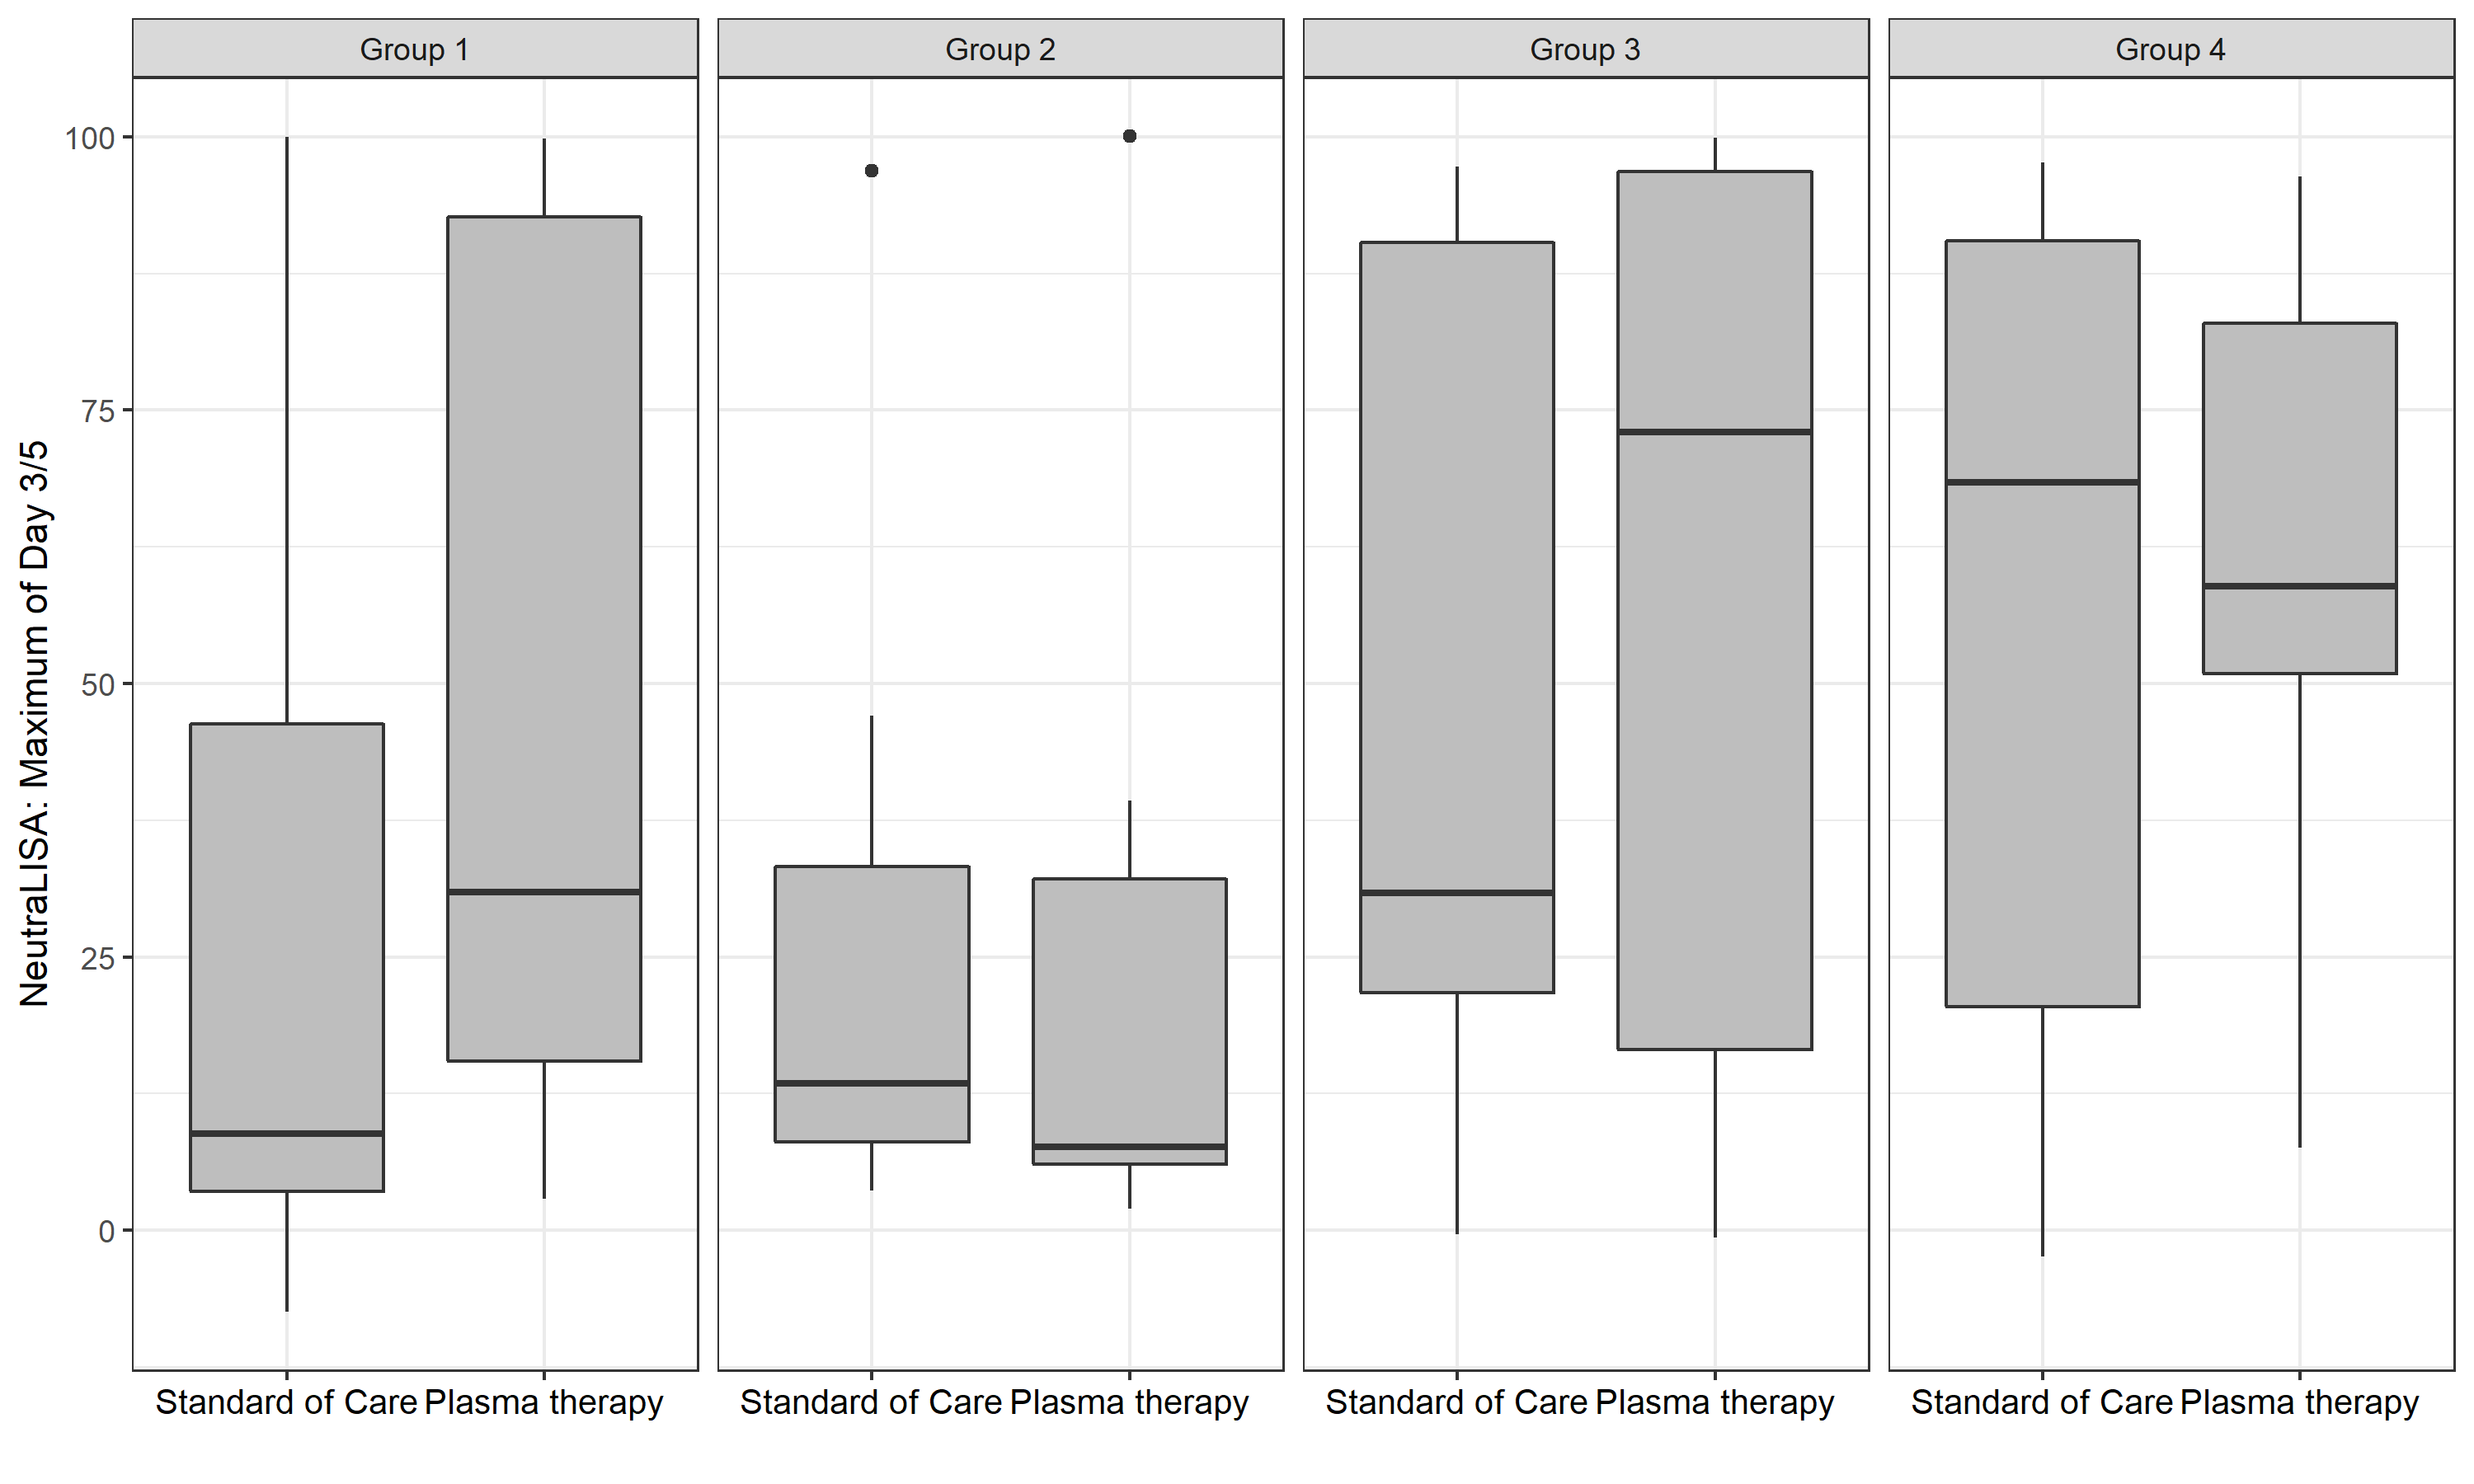 Group 1
Group 2
Group 3
Group 4
NeutraLISA: Maximum of Day 3/5
100
75
50
25
0
Standard of Care Plasma therapy
Standard of Care Plasma therapy
Standard of Care Plasma therapy
Standard of Care Plasma therapy